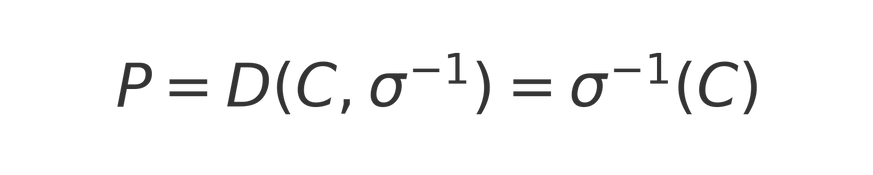 P = D(C, σ⁻¹) = σ⁻¹(C)